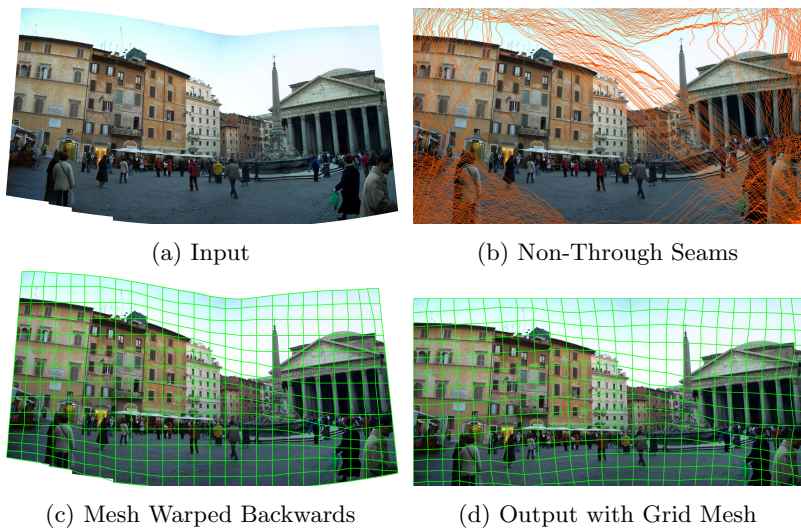 (a) Input
(b) Non-Through Seams
(c) Mesh Warped Backwards
(d) Output with Grid Mesh